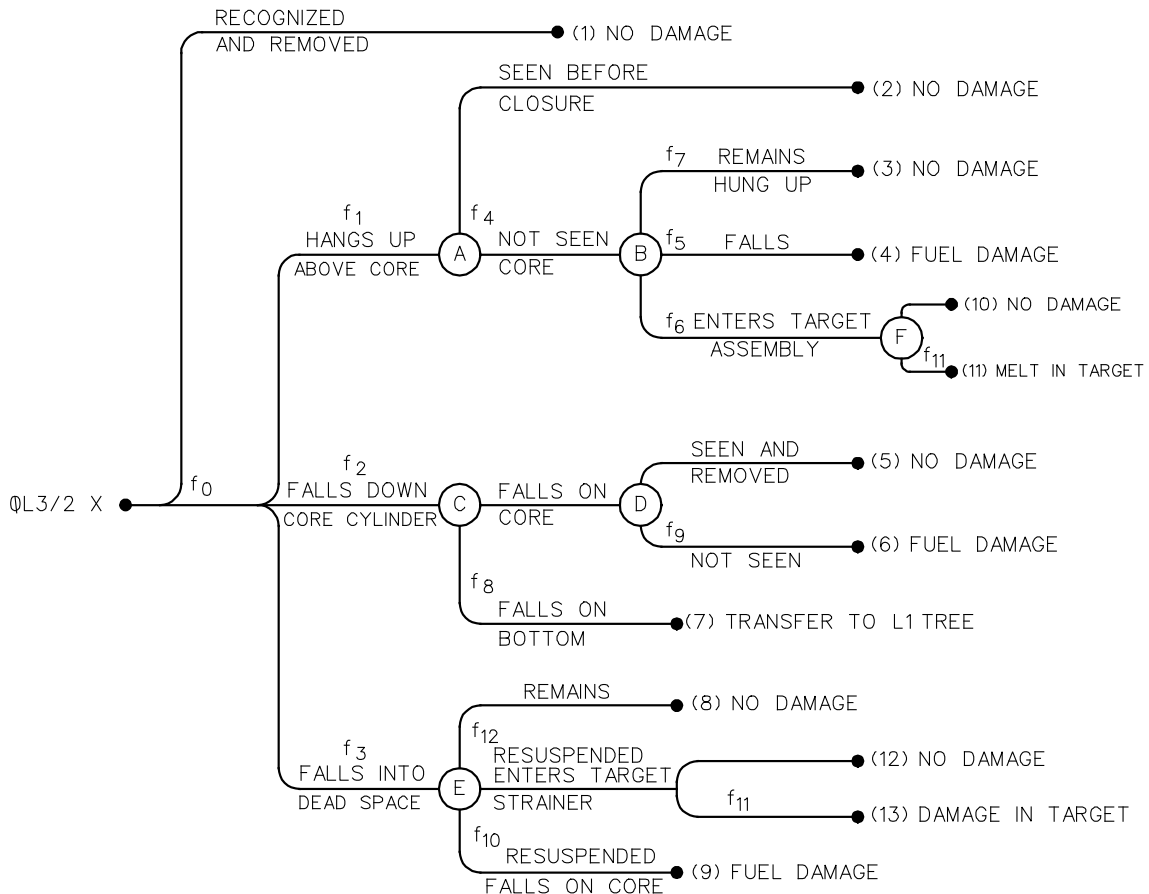 RECOGNIZED
AND REMOVED
(1) NO DAMAGE
SEEN BEFORE
CLOSURE
(2) NO DAMAGE
f7 REMAINS
HUNG UP
(3) NO DAMAGE
f1
HANGS UP
ABOVE CORE
A
f4
NOT SEEN
CORE
B
f5 FALLS
(4) FUEL DAMAGE
f6 ENTERS TARGET
ASSEMBLY
F
(10) NO DAMAGE
f11
(11) MELT IN TARGET
QL3/2 X
f0
f2
FALLS DOWN
CORE CYLINDER
C
FALLS ON
CORE
D
SEEN AND
REMOVED
(5) NO DAMAGE
f9
NOT SEEN
(6) FUEL DAMAGE
f8
FALLS ON
BOTTOM
(7) TRANSFER TO L1 TREE
f3
FALLS INTO
DEAD SPACE
E
REMAINS
(8) NO DAMAGE
f12
RESUSPENDED
ENTERS TARGET
STRAINER
(12) NO DAMAGE
f11
(13) DAMAGE IN TARGET
f10
RESUSPENDED
FALLS ON CORE
(9) FUEL DAMAGE